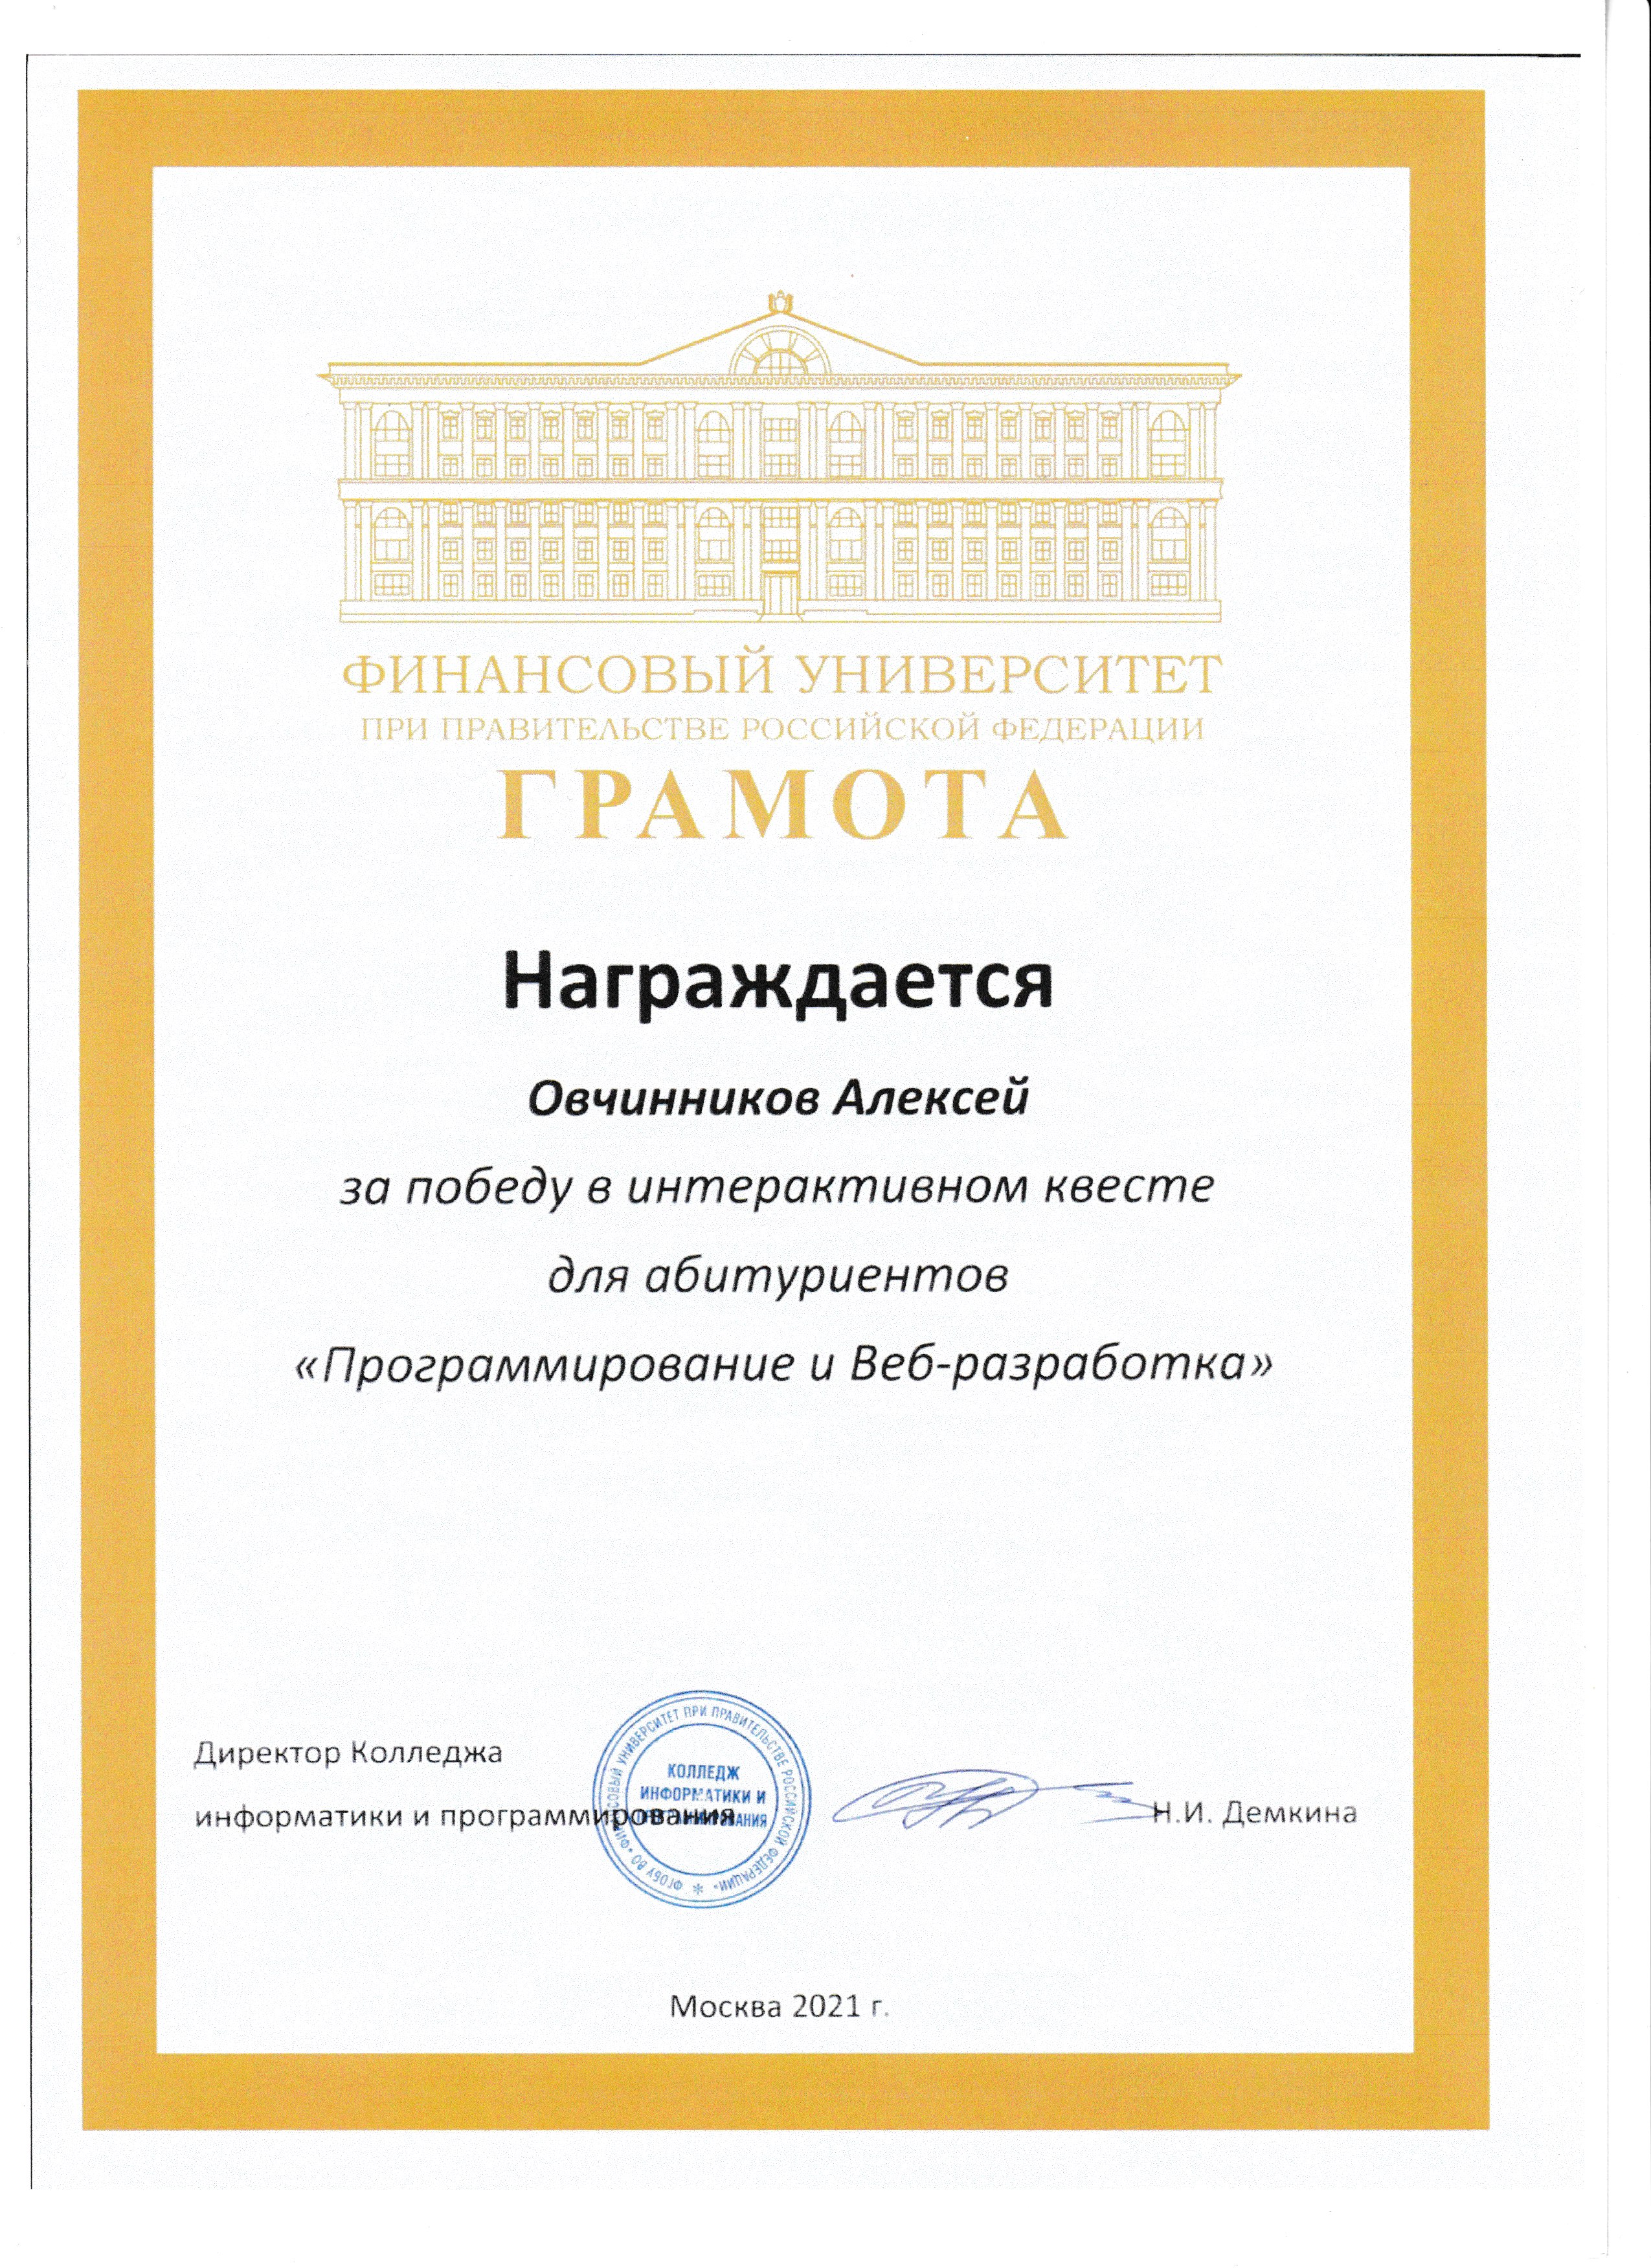 ФИНАНСОВЫЙ УНИВЕРСИТЕТ
ПРИ ПРАВИТЕЛЬСТВЕ РОССИЙСКОЙ ФЕДЕРАЦИИ
ГРАМОТА
Награждается
Овчинников Алексей
за победу в интерактивном квесте
для абитуриентов
«Программирование и Веб-разработка»
Директор Колледжа
информатики и программирования
ФГОБУ ВО «ФИНАНСОВЫЙ УНИВЕРСИТЕТ ПРИ ПРАВИТЕЛЬСТВЕ РОССИЙСКОЙ ФЕДЕРАЦИИ» *
КОЛЛЕДЖ
ИНФОРМАТИКИ И
ПРОГРАММИРОВАНИЯ
Н.И. Демкина
Москва 2021 г.